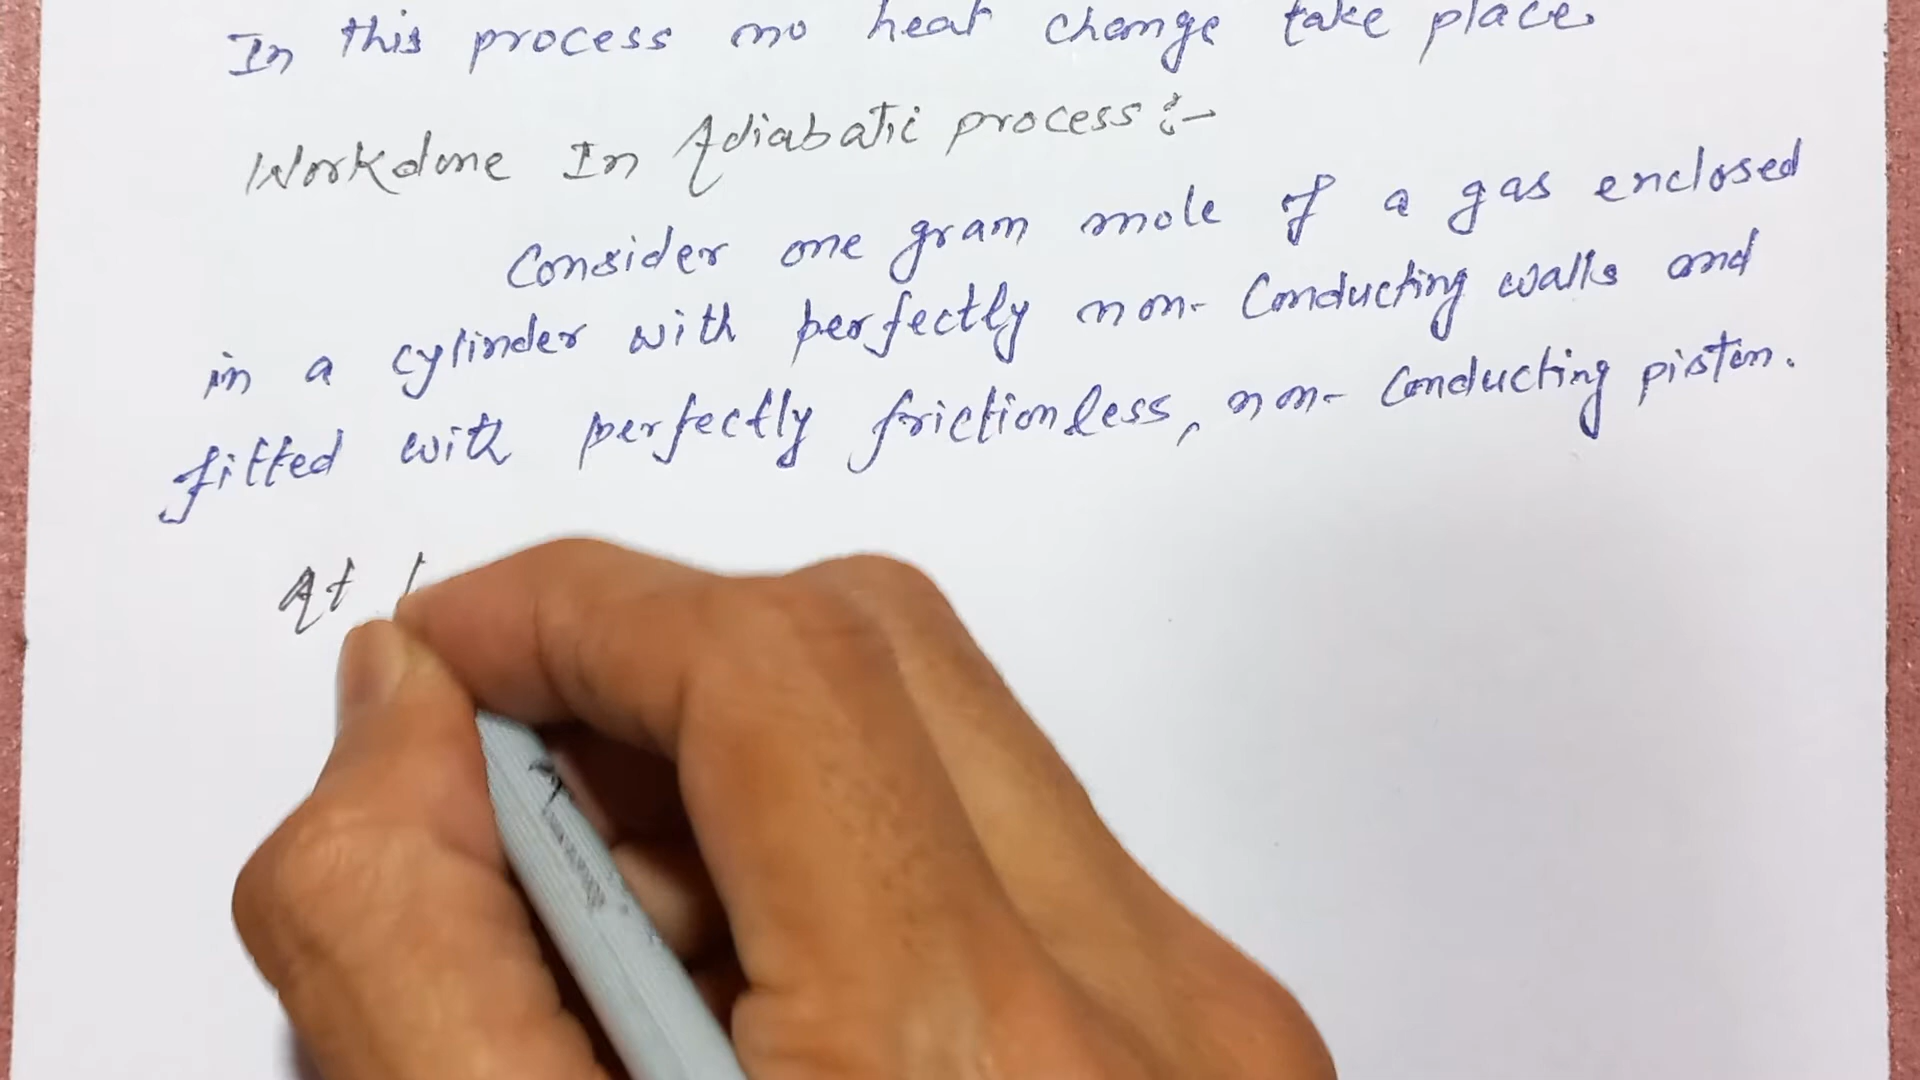 In this process no heat change take place.
Workdone In Adiabatic process :-
Consider one gram mole of a gas enclosed
in a cylinder with perfectly non-Conducting walls and
fitted with perfectly frictionless, non-Conducting piston.
At